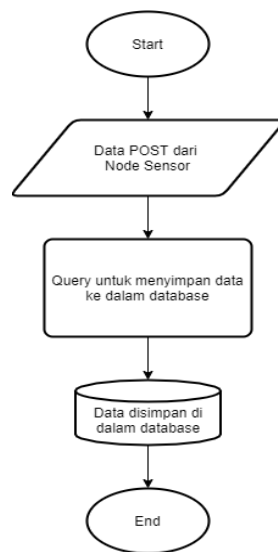 Start
Data POST dari
Node Sensor
Query untuk menyimpan data
ke dalam database
Data disimpan di
dalam database
End